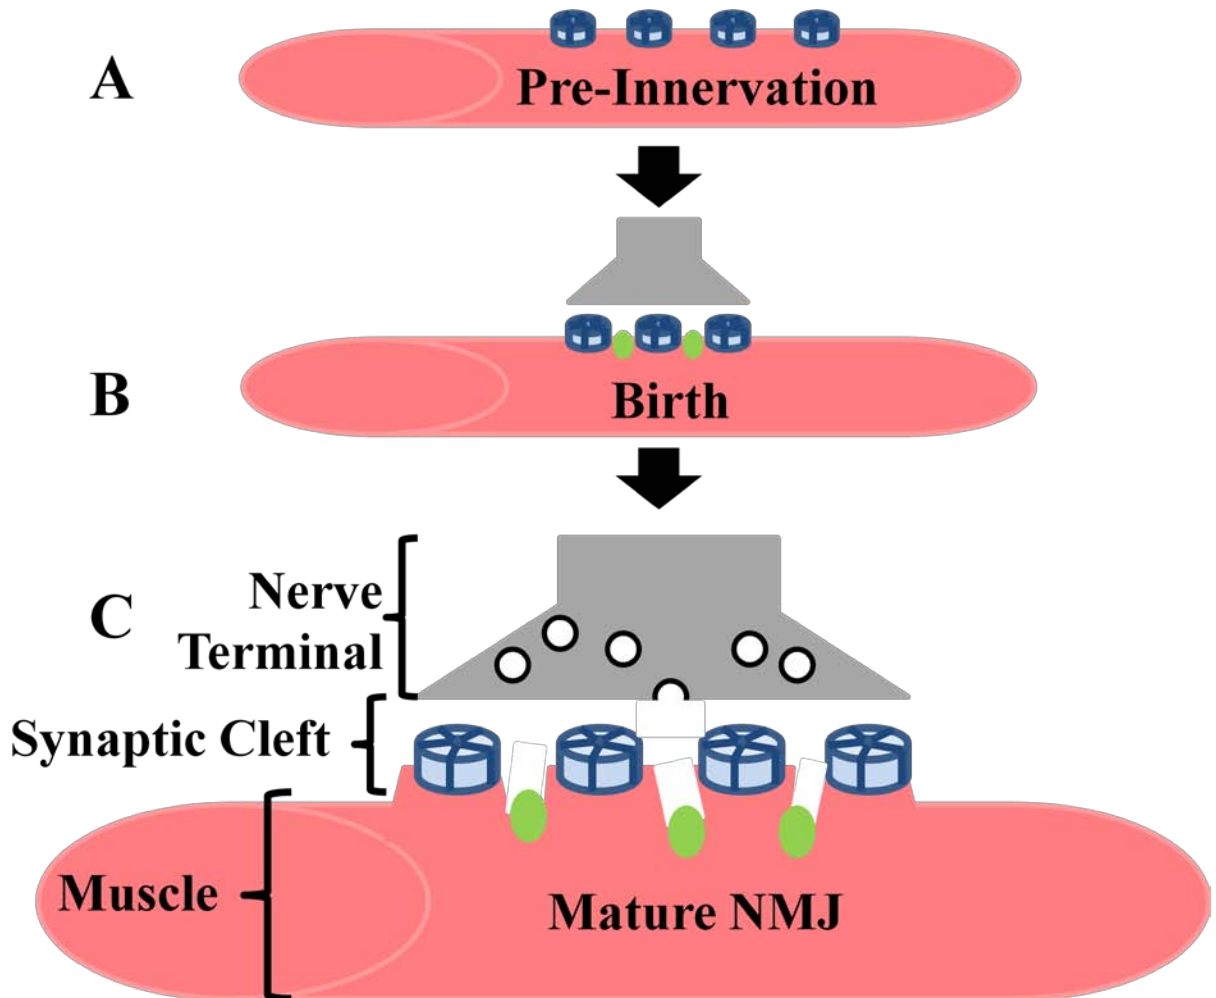 A
Pre-Innervation
B
Birth
C
Nerve
Terminal
Synaptic Cleft
Muscle
Mature NMJ